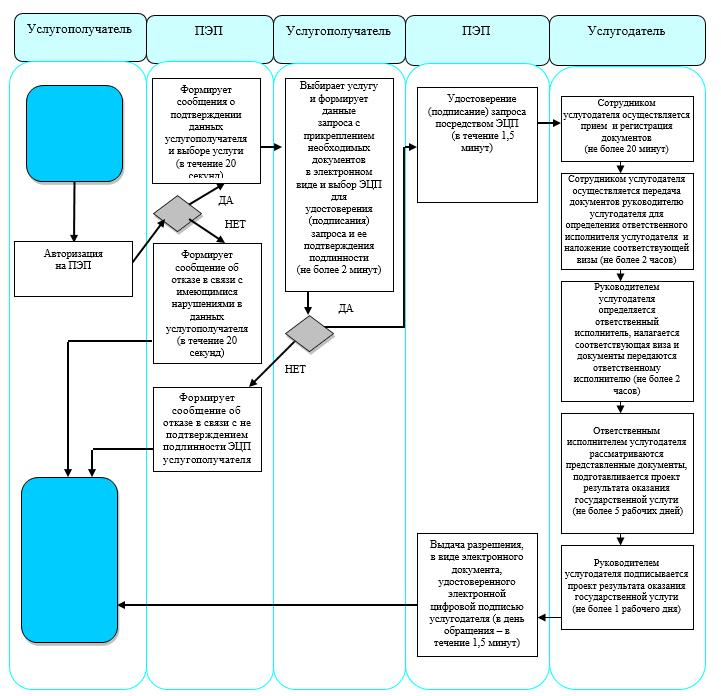 Услугополучатель
ПЭП
Услугополучатель
ПЭП
Услугодатель
Авторизация
на ПЭП
Формирует
сообщения о
подтверждении
данных
услугополучателя
и выборе услуги
(в течение 20
секунд)
ДА
НЕТ
Формирует
сообщение об
отказе в связи с
имеющимися
нарушениями в
данных
услугополучателя
(в течение 20
секунд)
Формирует
сообщение об
отказе в связи с не
подтверждением
подлинности ЭЦП
услугополучателя
Выбирает услугу
и формирует
данные
запроса с
прикреплением
необходимых
документов
в электронном
виде и выбор ЭЦП
для
удостоверения
(подписания)
запроса и ее
подтверждения
подлинности
(не более 2 минут)
ДА
НЕТ
Удостоверение
(подписание) запроса
посредством ЭЦП
(в течение 1,5
минут)
Сотрудником
услугодателя осуществляется
прием и регистрация
документов
(не более 20 минут)
Сотрудником услугодателя
осуществляется передача
документов руководителю
услугодателя для
определения ответственного
исполнителя услугодателя и
наложение соответствующей
визы (не более 2 часов)
Руководителем
услугодателя
определяется
ответственный
исполнитель, налагается
соответствующая виза и
документы передаются
ответственному
исполнителю (не более 2
часов)
Ответственным
исполнителем услугодателя
рассматриваются
представленные документы,
подготавливается проект
результата оказания
государственной услуги
(не более 5 рабочих дней)
Руководителем
услугодателя подписывается
проект результата оказания
государственной услуги
(не более 1 рабочего дня)
Выдача разрешения,
в виде электронного
документа,
удостоверенного
электронной
цифровой подписью
услугодателя (в день
обращения – в
течение 1,5 минут)